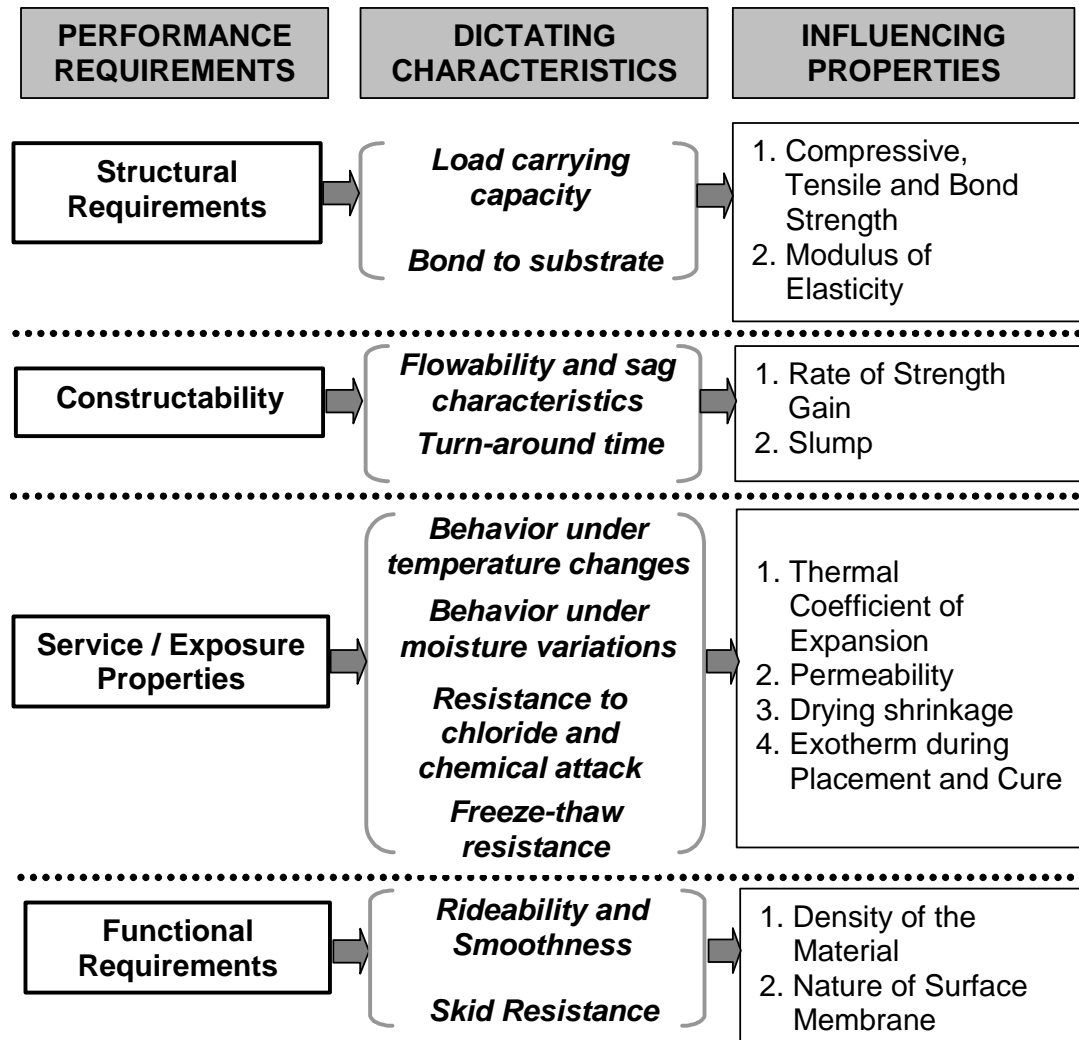 PERFORMANCE
REQUIREMENTS
DICTATING
CHARACTERISTICS
INFLUENCING
PROPERTIES
Structural
Requirements
Load carrying
capacity
Bond to substrate
1. Compressive,
Tensile and Bond
Strength
2. Modulus of
Elasticity
Constructability
Flowability and sag
characteristics
Turn-around time
1. Rate of Strength
Gain
2. Slump
Service / Exposure
Properties
Behavior under
temperature changes
Behavior under
moisture variations
Resistance to
chloride and
chemical attack
Freeze-thaw
resistance
1. Thermal
Coefficient of
Expansion
2. Permeability
3. Drying shrinkage
4. Exotherm during
Placement and Cure
Functional
Requirements
Rideability and
Smoothness
Skid Resistance
1. Density of the
Material
2. Nature of Surface
Membrane